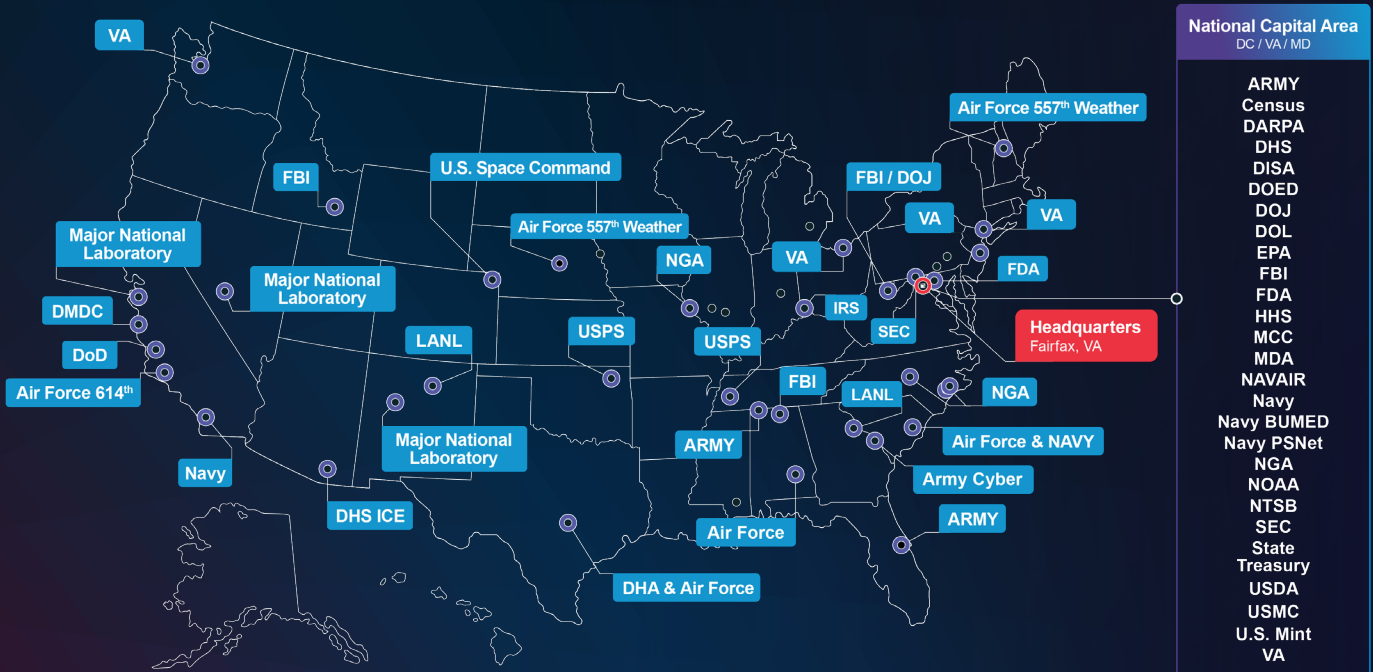 VA
FBI
U.S. Space Command
Air Force 557th Weather
Air Force 557th Weather
FBI / DOJ
VA
VA
Major National
Laboratory
Major National
Laboratory
NGA
VA
FDA
DMDC
DoD
Air Force 614th
LANL
USPS
USPS
IRS
SEC
Headquarters
Fairfax, VA
FBI
LANL
NGA
Major National
Laboratory
ARMY
Air Force & NAVY
Navy
Army Cyber
DHS ICE
Air Force
ARMY
DHA & Air Force
National Capital Area
DC / VA / MD
ARMY
Census
DARPA
DHS
DISA
DOED
DOJ
DOL
EPA
FBI
FDA
HHS
MCC
MDA
NAVAIR
Navy
Navy BUMED
Navy PSNet
NGA
NOAA
NTSB
SEC
State
Treasury
USDA
USMC
U.S. Mint
VA